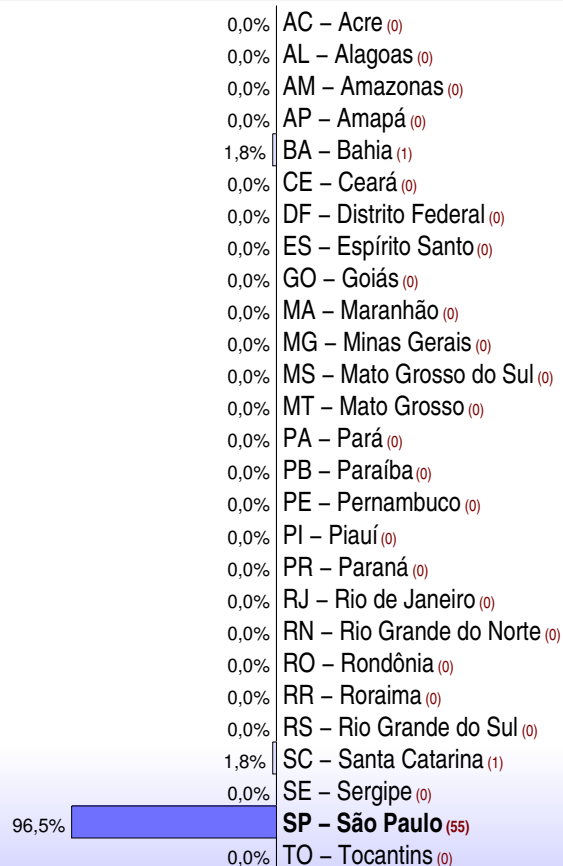 0,0% AC – Acre (0)
0,0% AL – Alagoas (0)
0,0% AM – Amazonas (0)
0,0% AP – Amapá (0)
1,8% BA – Bahia (1)
0,0% CE – Ceará (0)
0,0% DF – Distrito Federal (0)
0,0% ES – Espírito Santo (0)
0,0% GO – Goiás (0)
0,0% MA – Maranhão (0)
0,0% MG – Minas Gerais (0)
0,0% MS – Mato Grosso do Sul (0)
0,0% MT – Mato Grosso (0)
0,0% PA – Pará (0)
0,0% PB – Paraíba (0)
0,0% PE – Pernambuco (0)
0,0% PI – Piauí (0)
0,0% PR – Paraná (0)
0,0% RJ – Rio de Janeiro (0)
0,0% RN – Rio Grande do Norte (0)
0,0% RO – Rondônia (0)
0,0% RR – Roraima (0)
0,0% RS – Rio Grande do Sul (0)
1,8% SC – Santa Catarina (1)
0,0% SE – Sergipe (0)
96,5% SP – São Paulo (55)
0,0% TO – Tocantins (0)